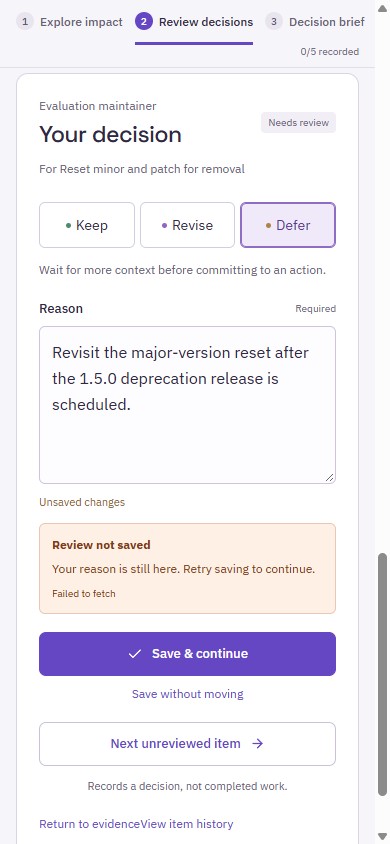 1 Explore impact 2 Review decisions 3 Decision brief
0/5 recorded
Evaluation maintainer
Your decision
Needs review
For Reset minor and patch for removal
Keep Revise Defer
Wait for more context before committing to an action.
Reason Required
Revisit the major-version reset after
the 1.5.0 deprecation release is
scheduled.
Unsaved changes
Review not saved
Your reason is still here. Retry saving to continue.
Failed to fetch
Save & continue
Save without moving
Next unreviewed item
Records a decision, not completed work.
Return to evidenceView item history